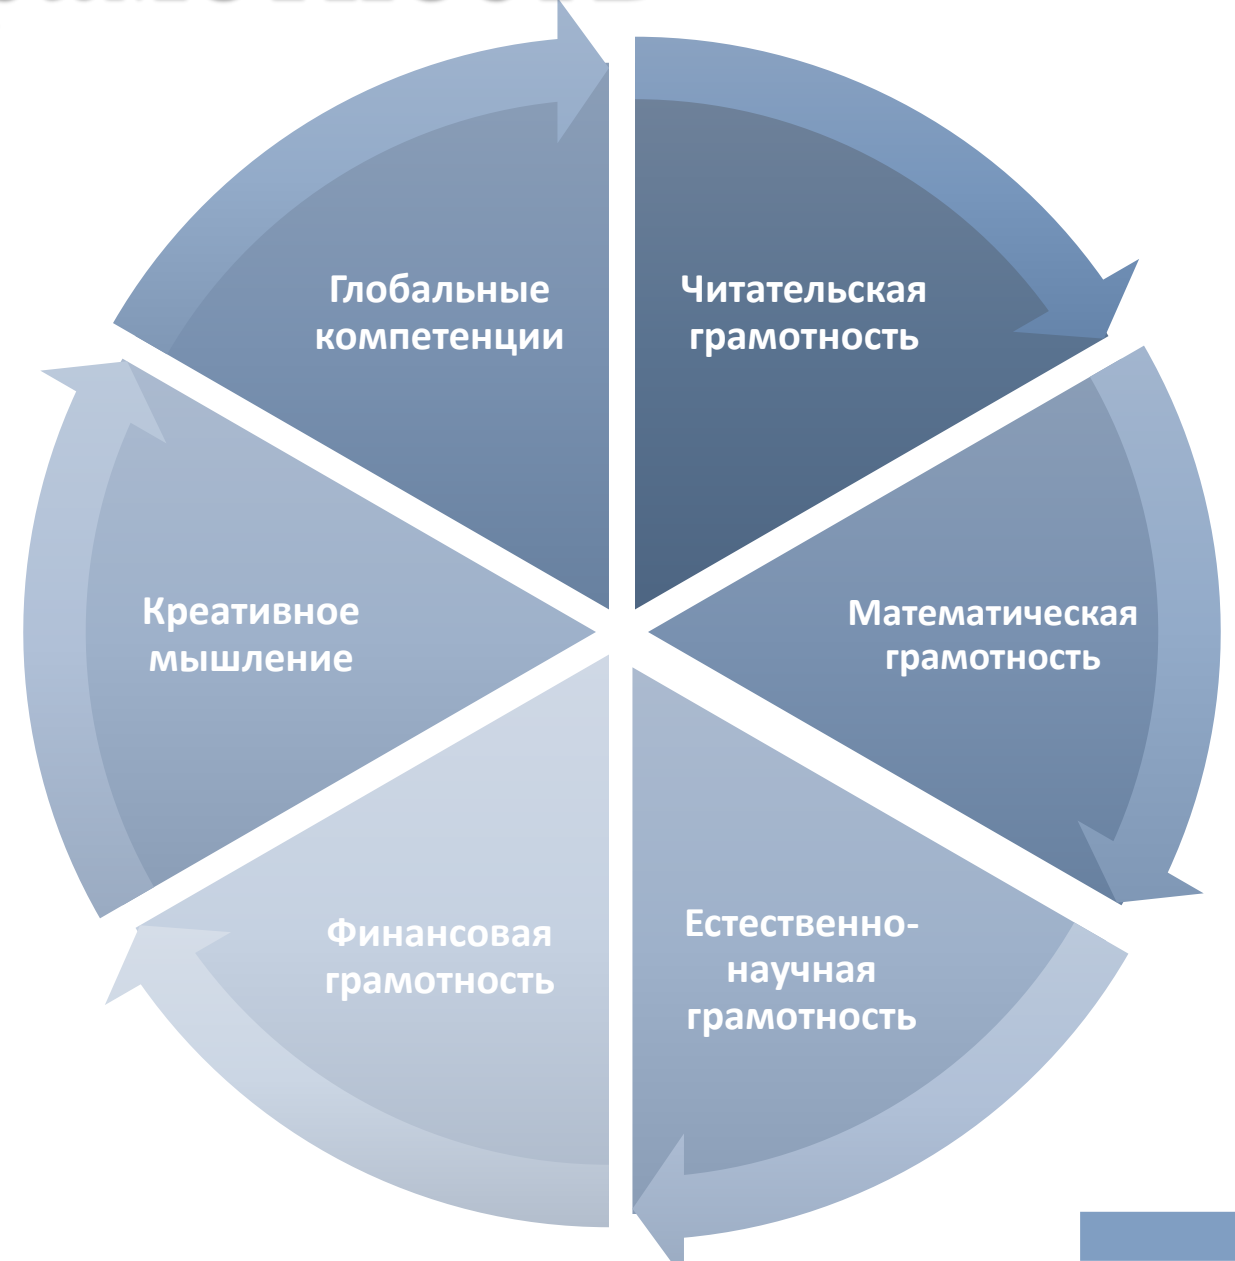 Глобальные
компетенции
Читательская
грамотность
Креативное
мышление
Математическая
грамотность
Финансовая
грамотность
Естественно-
научная
грамотность